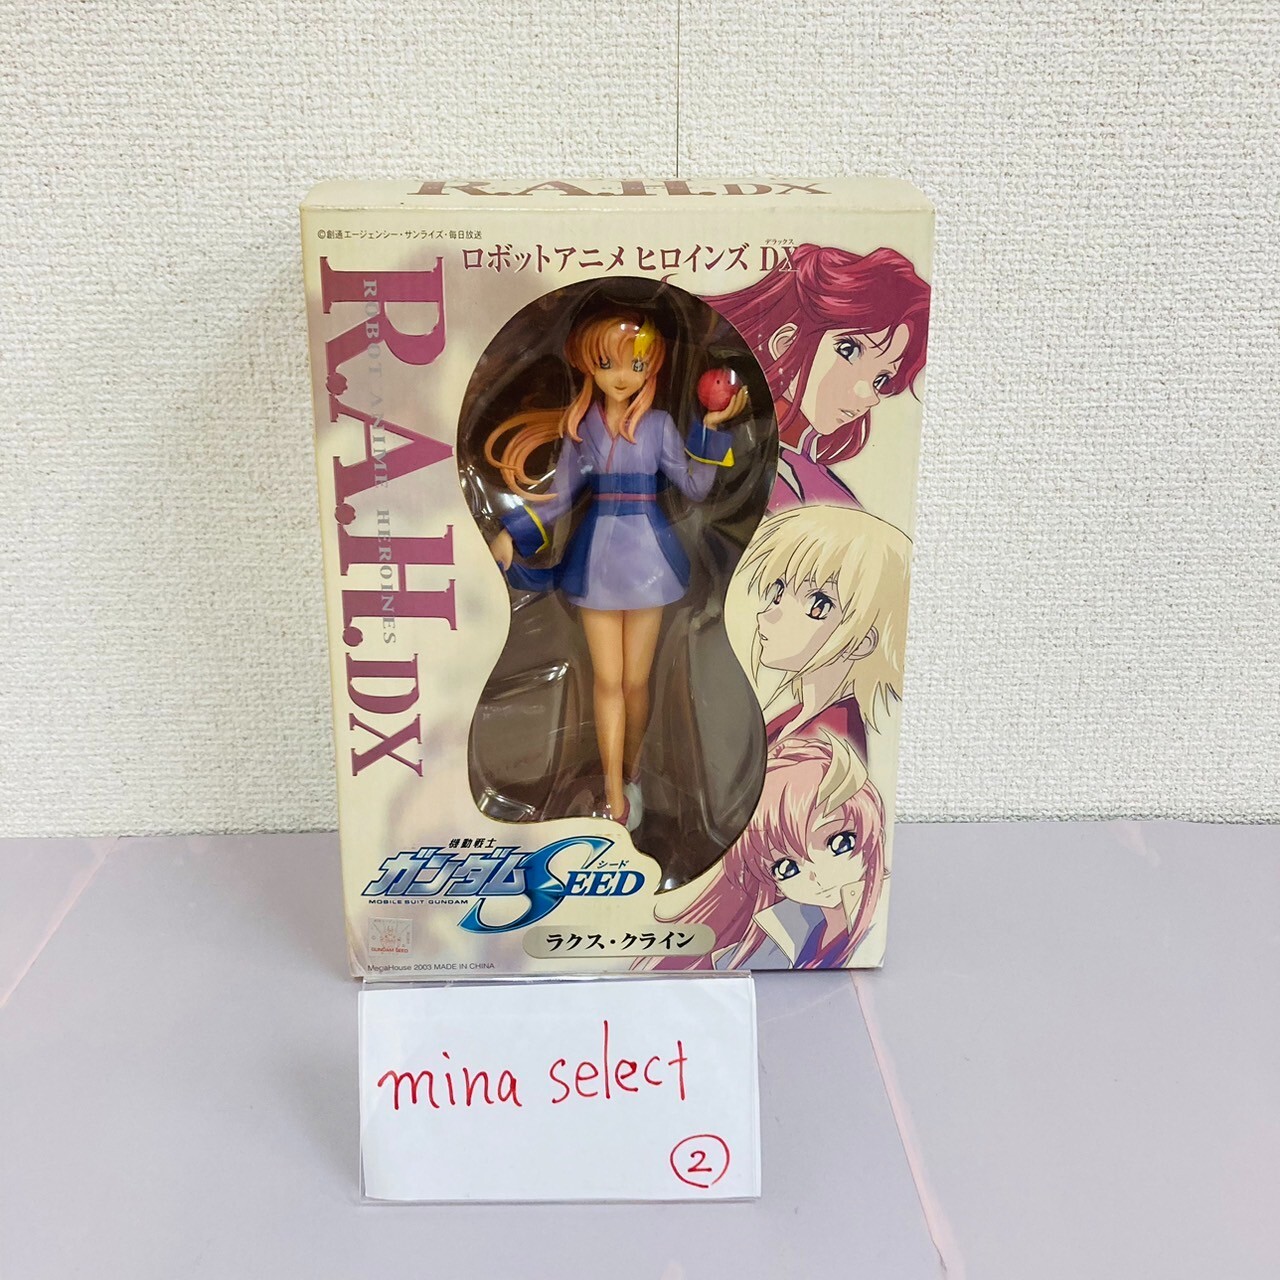 R.A.H.DX
©創通エージェンシー・サンライズ・毎日放送
デラックス
ロボットアニメ ヒロインズ DX
R.A.H.DX
ROBOT ANIME HEROINES
機動戦士
ガンダムSEED
シード
MOBILE SUIT GUNDAM
ラクス・クライン
GUNDAM SEED
MegaHouse 2003 MADE IN CHINA
mina select
2